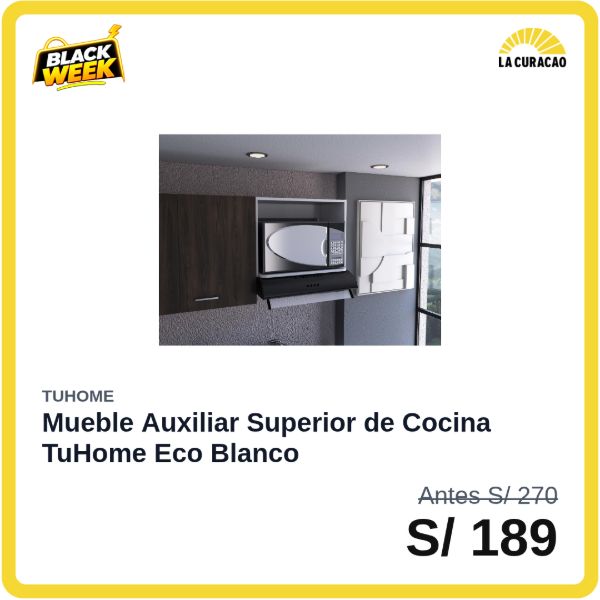 BLACK
WEEK
LA CURACAO
TUHOME
Mueble Auxiliar Superior de Cocina
TuHome Eco Blanco
Antes S/ 270
S/ 189